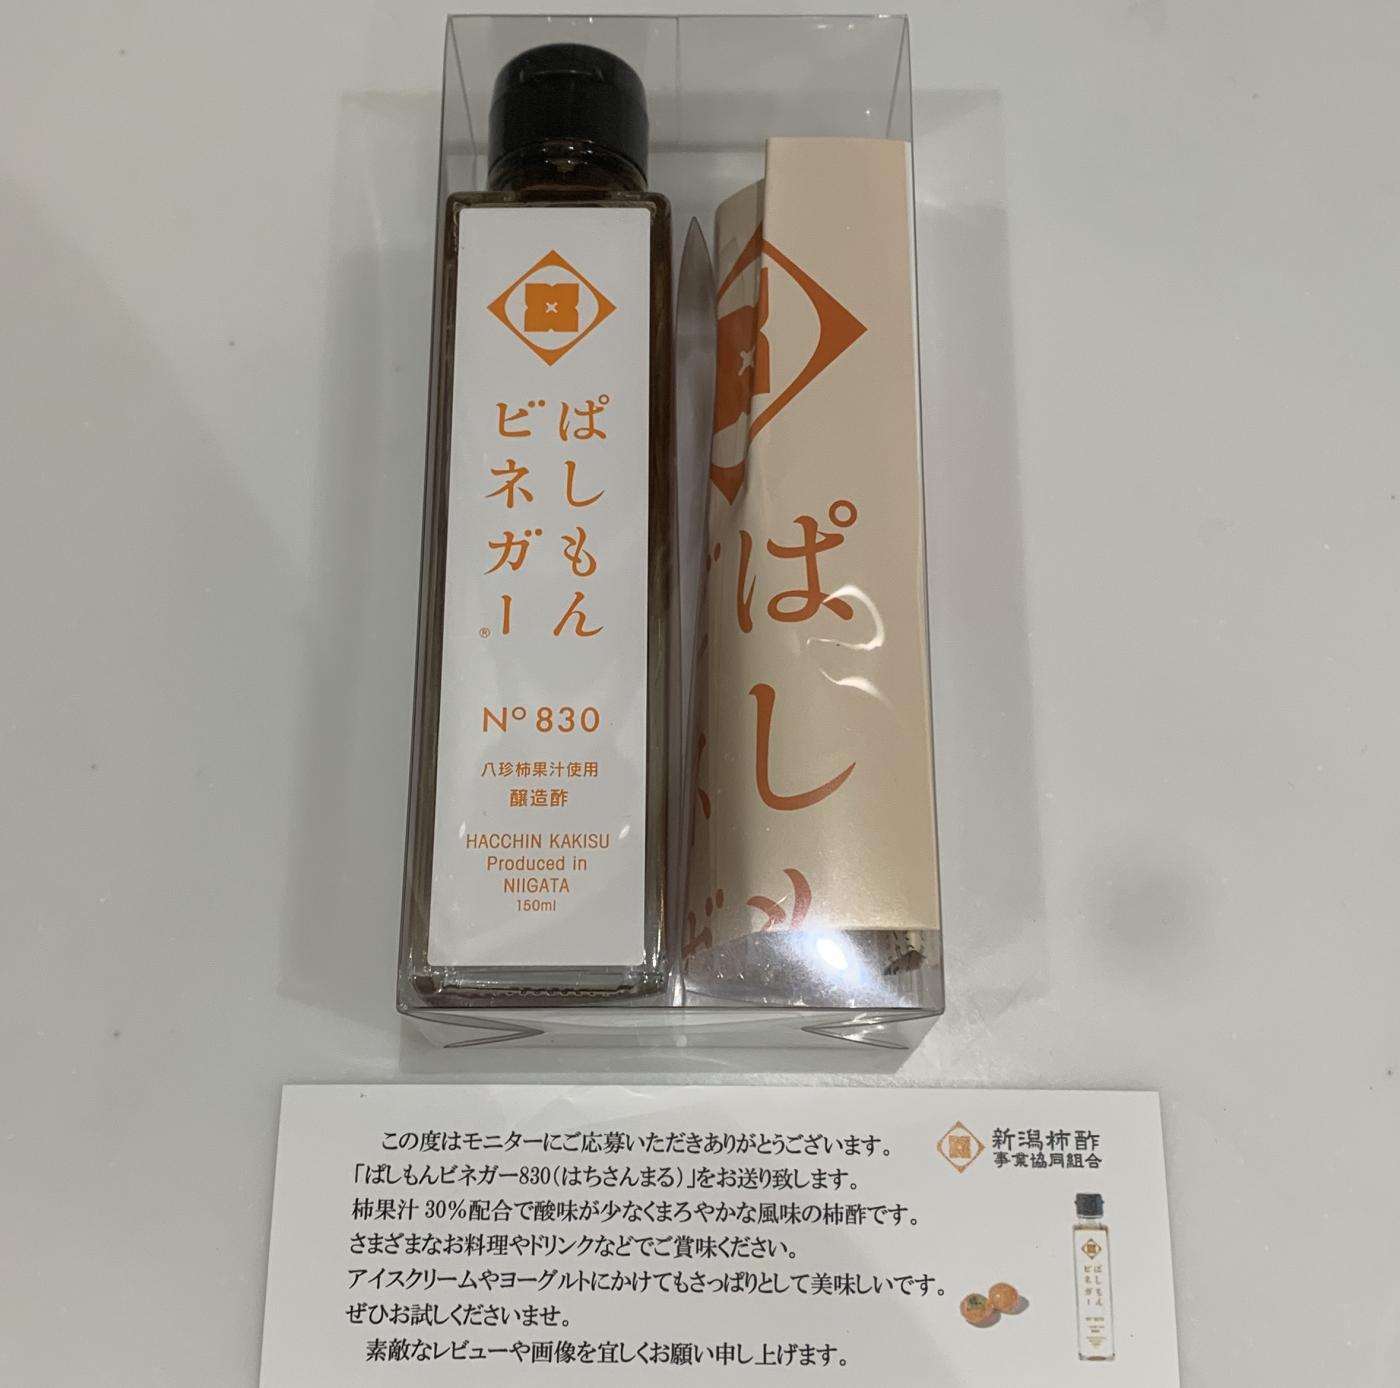 ぱしもん
ビネガー®
Nº 830
八珍柿果汁使用
醸造酢
HACCHIN KAKISU
Produced in
NIIGATA
150ml
ぱしも
この度はモニターにご応募いただきありがとうございます。
「ぱしもんビネガー830(はちさんまる)」をお送り致します。
柿果汁 30%配合で酸味が少なくまろやかな風味の柿酢です。
さまざまなお料理やドリンクなどでご賞味ください。
アイスクリームやヨーグルトにかけてもさっぱりとして美味しいです。
ぜひお試しくださいませ。
素敵なレビューや画像を宜しくお願い申し上げます。
新潟柿酢
事業協同組合
ぱしもん
ビネガー